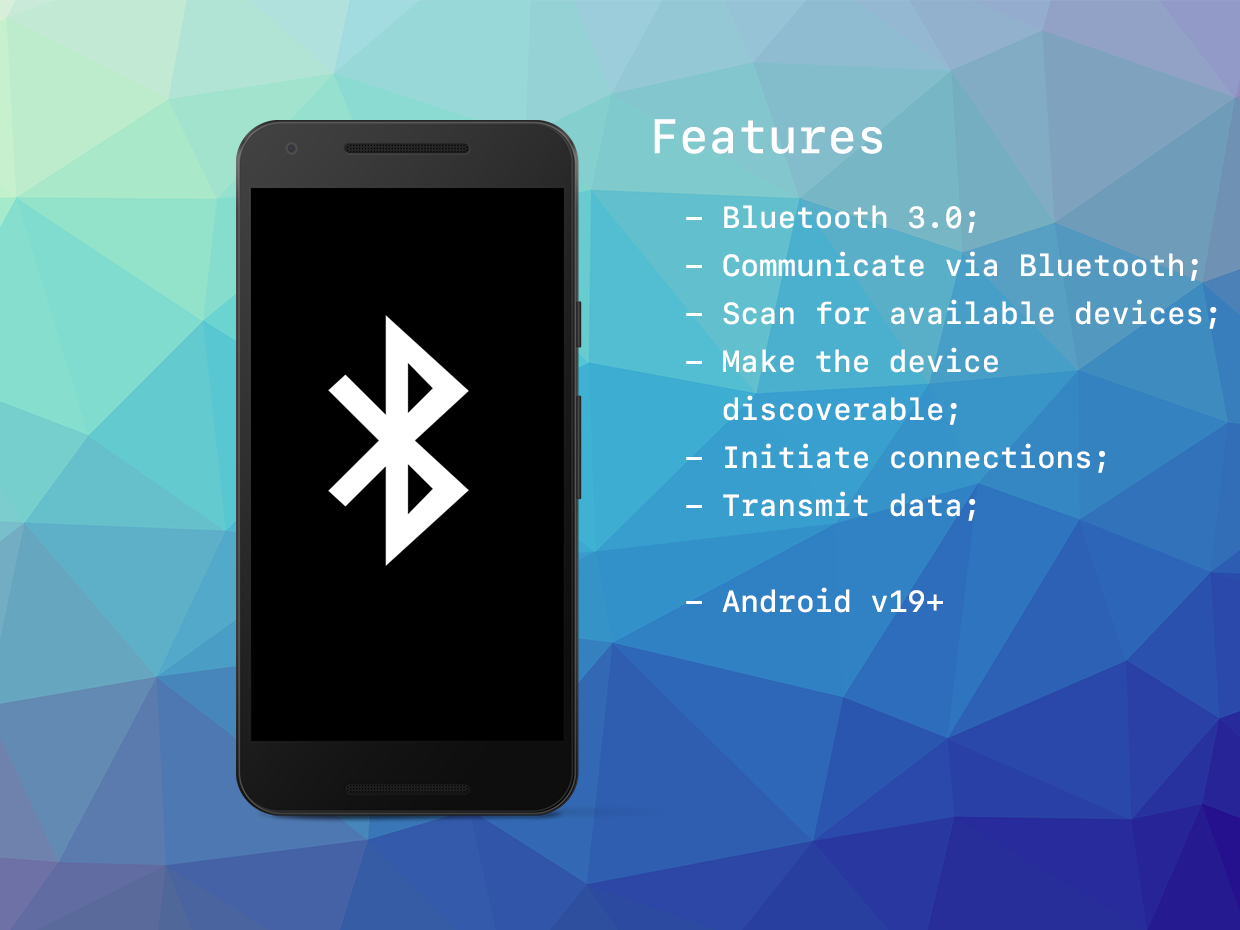 Features
– Bluetooth 3.0;
– Communicate via Bluetooth;
– Scan for available devices;
– Make the device
discoverable;
– Initiate connections;
– Transmit data;
– Android v19+